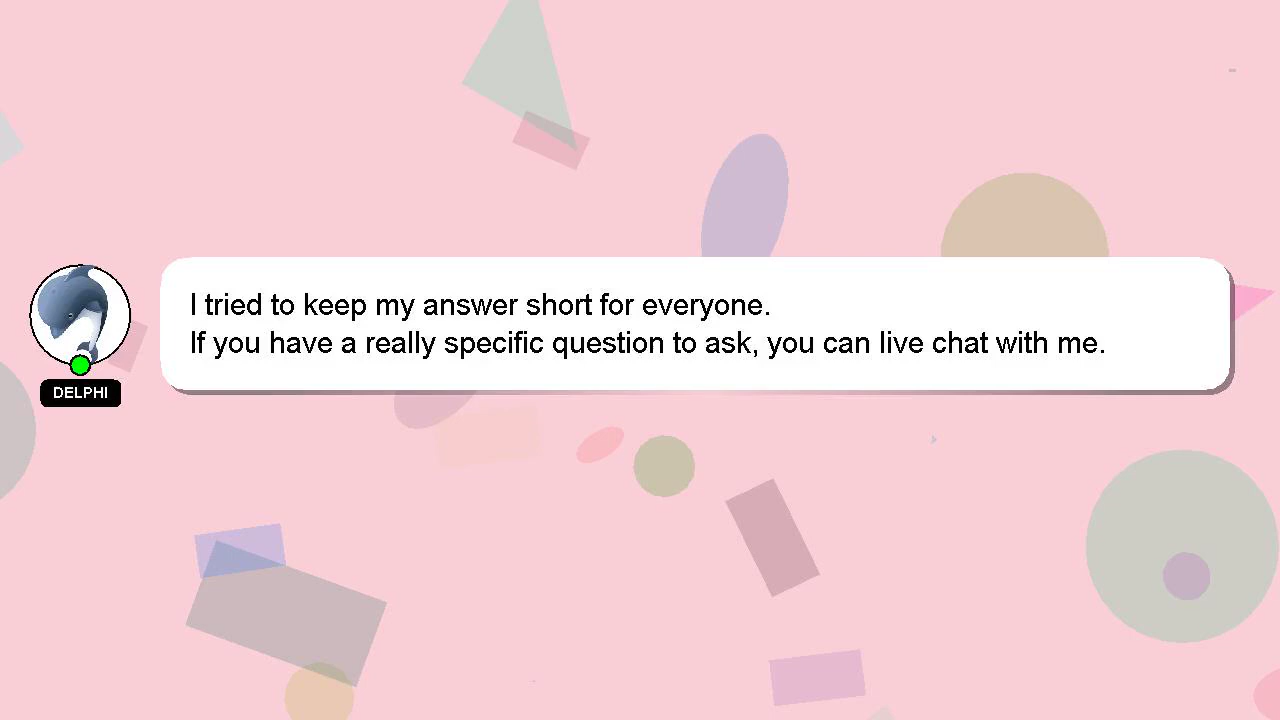 I tried to keep my answer short for everyone.
If you have a really specific question to ask, you can live chat with me.
DELPHI